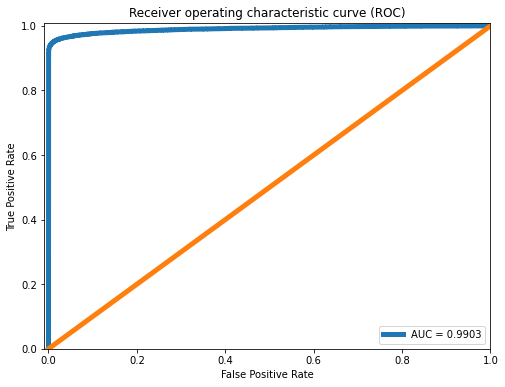 Receiver operating characteristic curve (ROC)
True Positive Rate
1.0
0.8
0.6
0.4
0.2
0.0
0.0 0.2 0.4 0.6 0.8 1.0
False Positive Rate
AUC = 0.9903